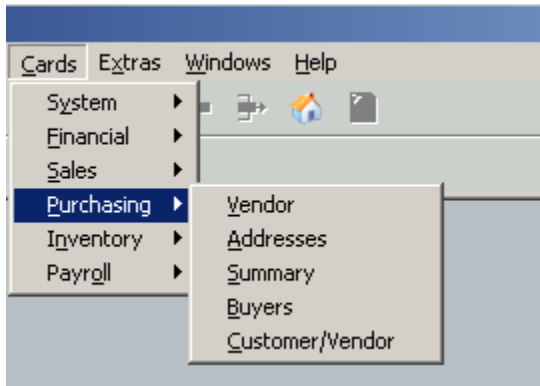 Cards Extras Windows Help
System
Financial
Sales
Purchasing
Inventory
Payroll
Vendor
Addresses
Summary
Buyers
Customer/Vendor